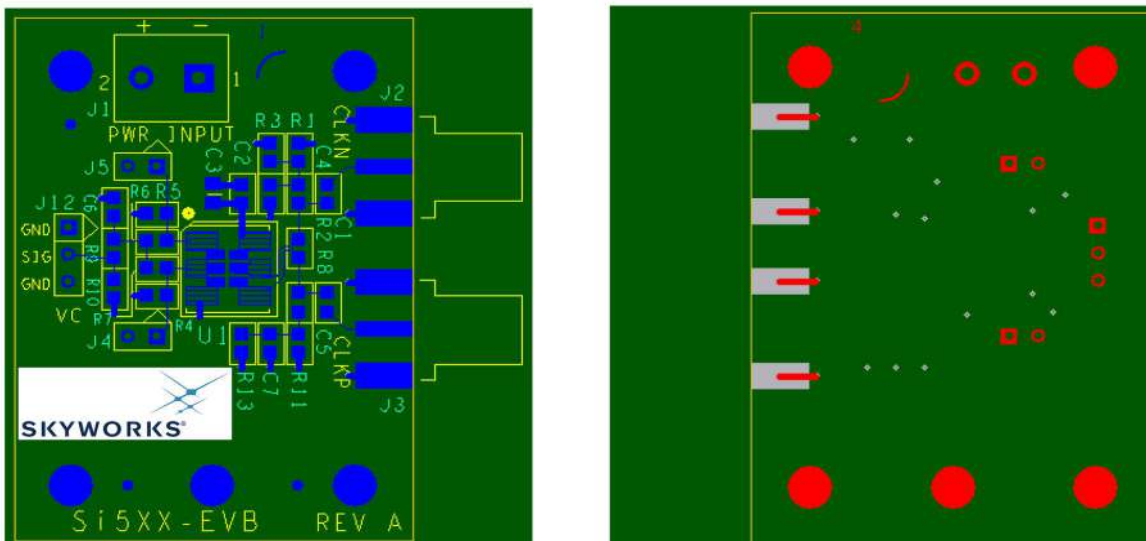 + -
1
2
1
J1
PWR INPUT
J2
CLKN
R3
R1
C3
C2
C4
J5
J12
C6
R6
R5
GND
SIG
GND
R9
R10
VC
R7
R4
J4
U1
C1
R2
R8
C5
CLKP
R13
C7
R11
J3
SKYWORKS®
Si5XX-EVB
REV A
4